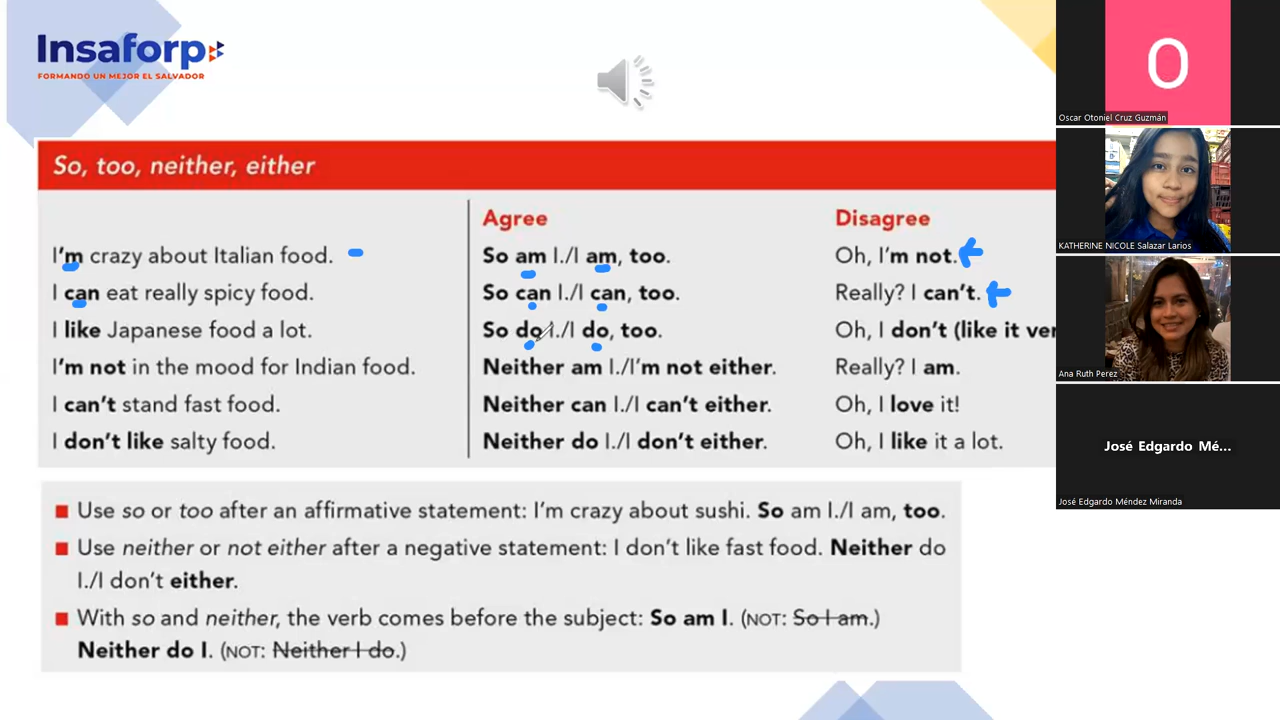 Insaforp
FORMANDO UN MEJOR EL SALVADOR
So, too, neither, either
Agree
Disagree
I'm crazy about Italian food.
So am I./I am, too.
Oh, I'm not.
I can eat really spicy food.
So can I./I can, too.
Really? I can't.
I like Japanese food a lot.
So do I./I do, too.
Oh, I don't (like it ver
I'm not in the mood for Indian food.
Neither am I./I'm not either.
Really? I am.
I can't stand fast food.
Neither can I./I can't either.
Oh, I love it!
I don't like salty food.
Neither do I./I don't either.
Oh, I like it a lot.
Use so or too after an affirmative statement: I'm crazy about sushi. So am I./I am, too.
Use neither or not either after a negative statement: I don't like fast food. Neither do
I./I don't either.
With so and neither, the verb comes before the subject: So am I. (NOT: So I am.)
Neither do I. (NOT: Neither I do.)
O
Oscar Otoniel Cruz Guzmán
KATHERINE NICOLE Salazar Larios
Ana Ruth Perez
José Edgardo Mé...
José Edgardo Méndez Miranda